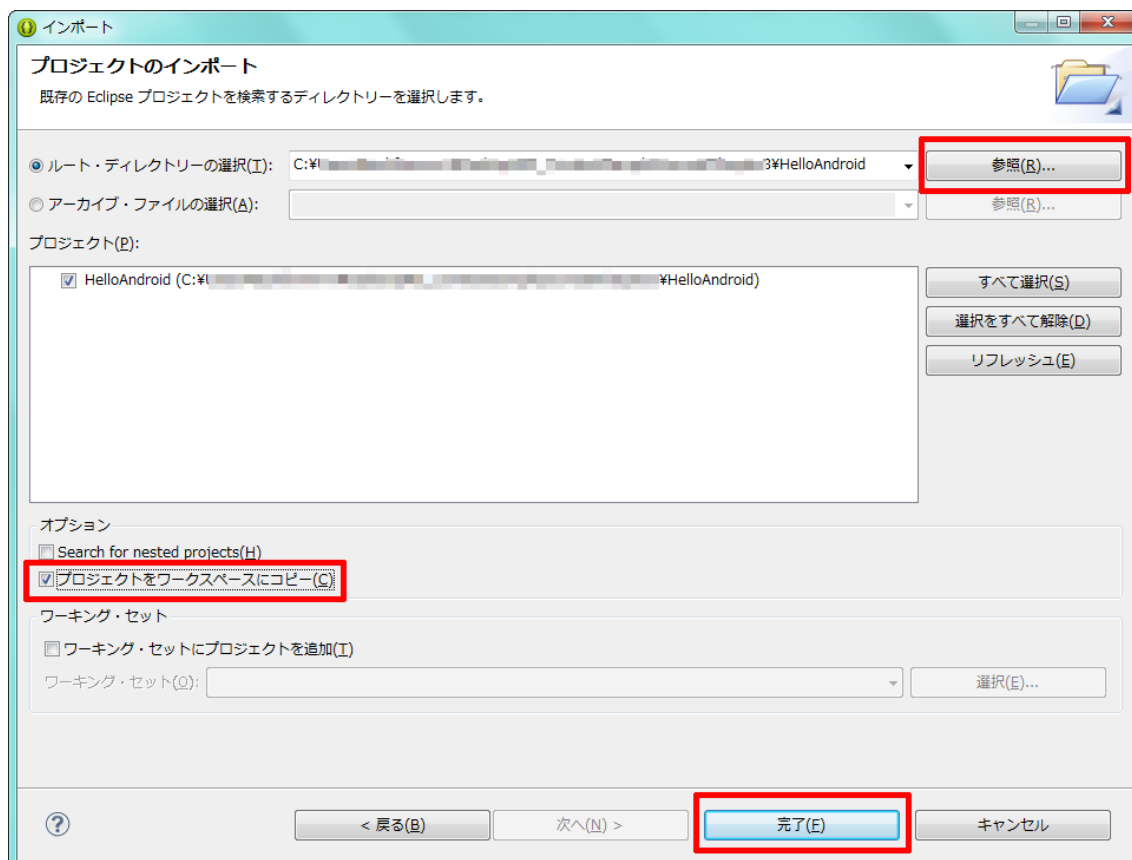 インポート
プロジェクトのインポート
既存の Eclipse プロジェクトを検索するディレクトリーを選択します。
ルート・ディレクトリーの選択(T): C:¥ 3¥HelloAndroid 参照(R)...
アーカイブ・ファイルの選択(A): 参照(R)...
プロジェクト(P):
HelloAndroid (C:¥ ¥HelloAndroid)
すべて選択(S)
選択をすべて解除(D)
リフレッシュ(E)
オプション
Search for nested projects(H)
プロジェクトをワークスペースにコピー(C)
ワーキング・セット
ワーキング・セットにプロジェクトを追加(T)
ワーキング・セット(O): 選択(E)...
? < 戻る(B) 次へ(N) > 完了(F) キャンセル